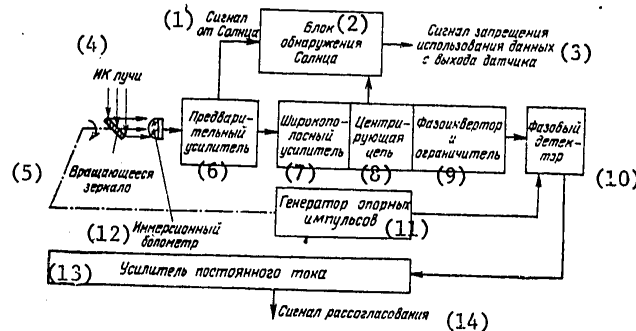 (1) Сигнал
от Солнца
Блок (2)
обнаружения
Солнца
Сигнал запрещения
использования данных (3)
с выхода датчика
(4)
ИК лучи
Предвари-
тельный
усилитель
(6)
Широкопо-
лосный
усилитель
(7)
Центри-
рующая
цепь
(8)
Фазоинвертор
и
ограничитель
(9)
Фазовый
детек-
тор
(10)
(5)
Вращающееся
зеркало
(12) Иммерсионный
болометр
Генератор опорных
импульсов (11)
(13) Усилитель постоянного тока
Сигнал рассогласования (14)